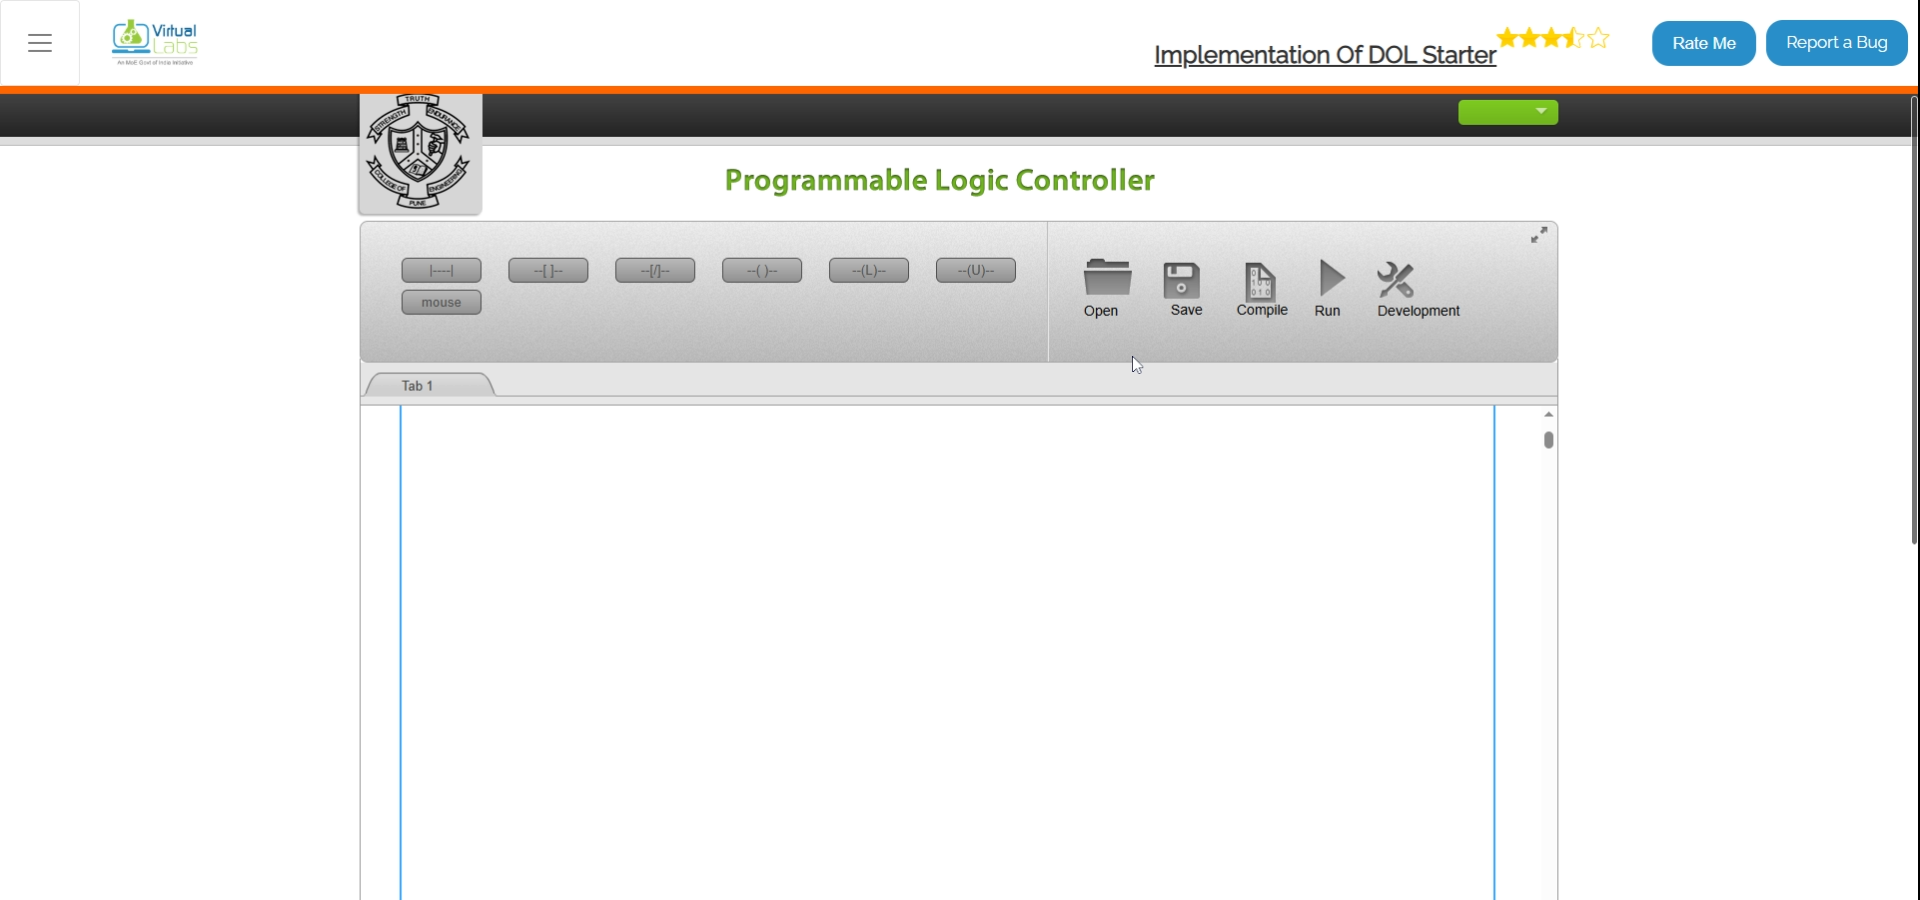 Virtual
Labs
An MoE Govt of India Initiative
Implementation Of DOL Starter
Rate Me
Report a Bug
TRUTH
STRENGTH
ENDURANCE
COLLEGE OF
ENGINEERING
PUNE
Programmable Logic Controller
|----|
--[ ]--
--[/]--
--( )--
--(L)--
--(U)--
mouse
Open
Save
Compile
Run
Development
Tab 1